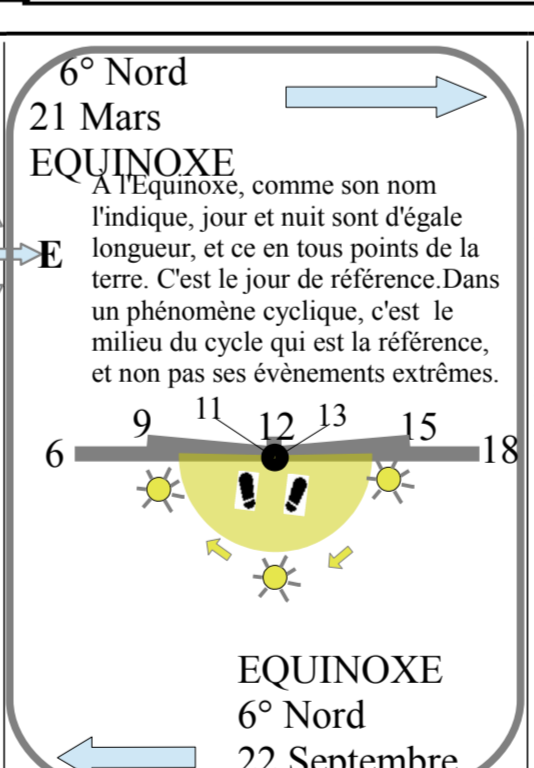 6° Nord
21 Mars
EQUINOXE
À l'Equinoxe, comme son nom
l'indique, jour et nuit sont d'égale
E longueur, et ce en tous points de la
terre. C'est le jour de référence.Dans
un phénomène cyclique, c'est le
milieu du cycle qui est la référence,
et non pas ses évènements extrêmes.
9 11 12 13 15
6 18
EQUINOXE
6° Nord
22 Septembre